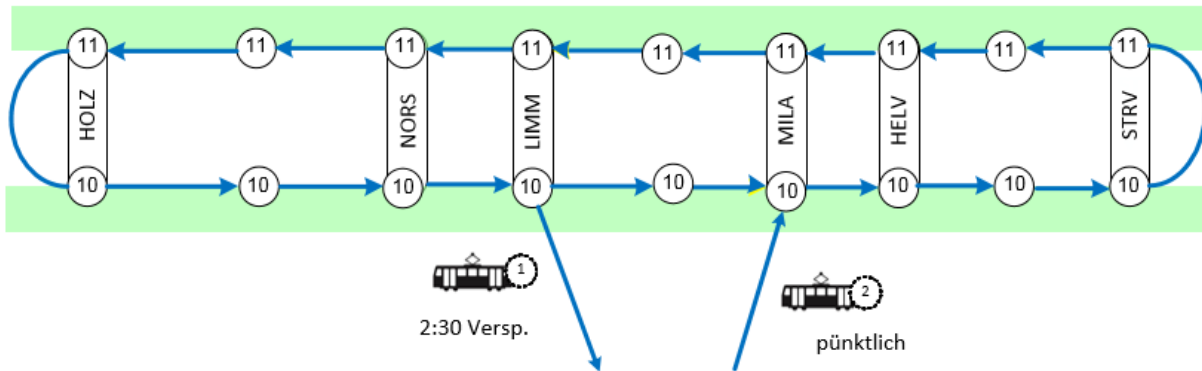 11 11 11 11 11 11 11 11 11
HOLZ NORS LIMM MILA HELV STRV
10 10 10 10 10 10 10 10 10
1
2
2:30 Versp.
pünktlich